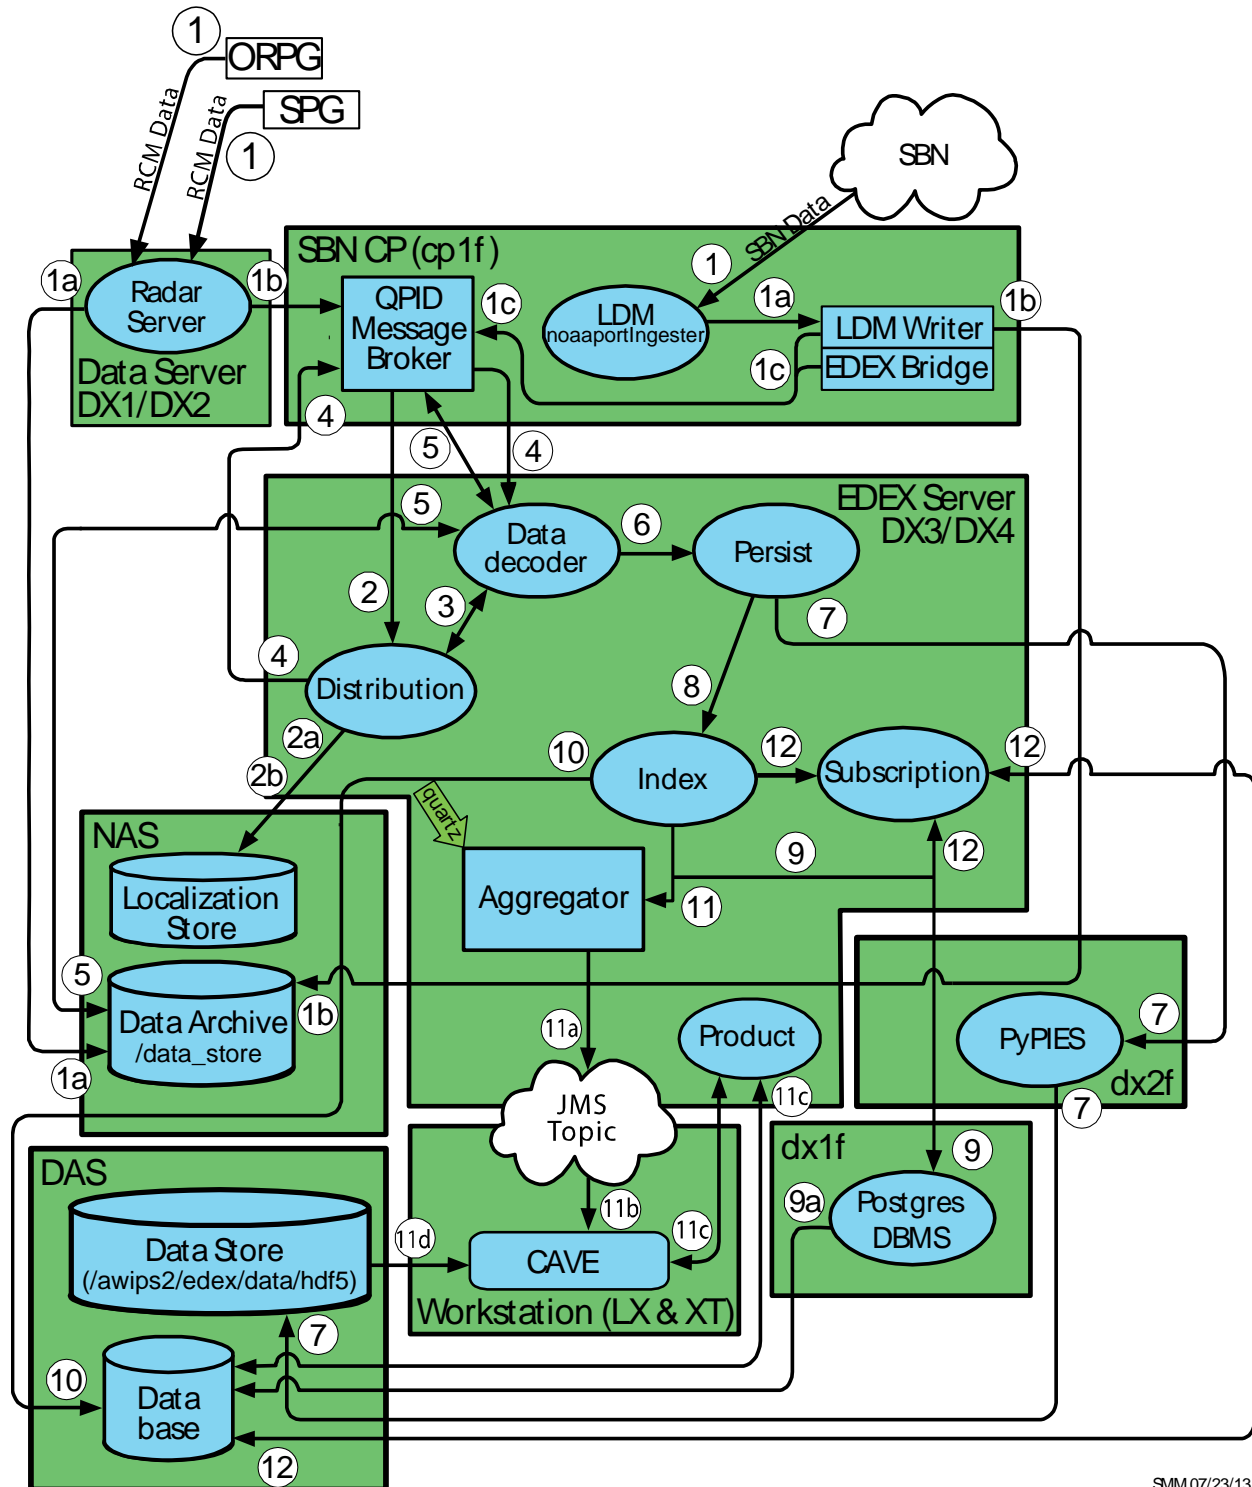 1
ORPG
RCM Data
SPG
RCM Data
1
SBN
SBN Data
SBN CP (cp1f)
1
1a
Radar
Server
1b
QPID
Message
Broker
1c
LDM
noaaportIngester
1a
LDM Writer
EDEX Bridge
1b
1c
Data Server
DX1/DX2
4
5
4
EDEX Server
DX3/DX4
5
Data
decoder
6
Persist
2
3
7
4
Distribution
8
2a
2b
10
Index
12
Subscription
12
quartz
NAS
Localization
Store
Aggregator
9
12
11
5
Data Archive
/data_store
1b
1a
11a
Product
11c
PyPIES
7
dx2f
7
JMS
Topic
dx1f
9
Postgres
DBMS
9a
DAS
Data Store
(/awips2/edex/data/hdf5)
11d
11b
11c
CAVE
Workstation (LX & XT)
7
10
Data
base
12
SMM 07/23/13